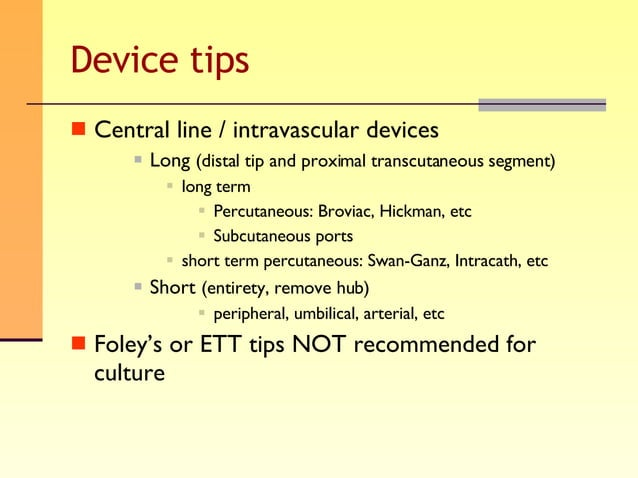 Device tips
Central line / intravascular devices
Long (distal tip and proximal transcutaneous segment)
long term
Percutaneous: Broviac, Hickman, etc
Subcutaneous ports
short term percutaneous: Swan-Ganz, Intracath, etc
Short (entirety, remove hub)
peripheral, umbilical, arterial, etc
Foley's or ETT tips NOT recommended for
culture